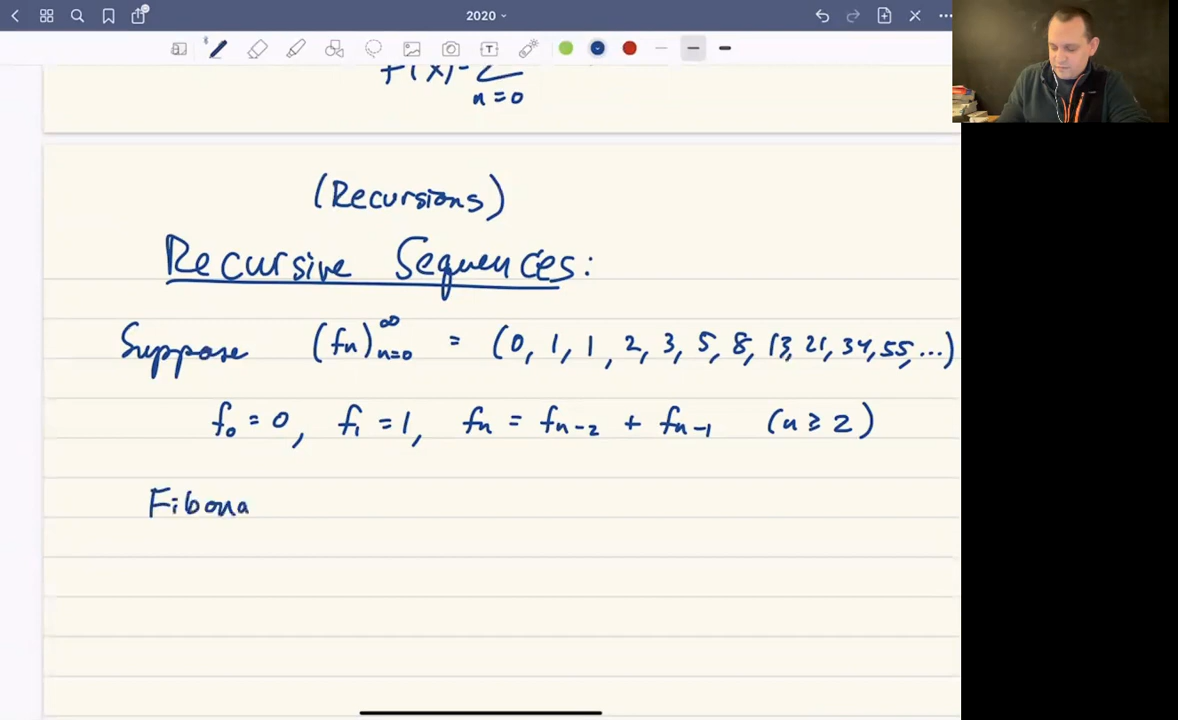 2020
F(x) = Σ
n=0
(Recursions)
Recursive Sequences:
Suppose (fn)∞n=0 = (0, 1, 1, 2, 3, 5, 8, 13, 21, 34, 55, ...)
f₀ = 0, f₁ = 1, fn = fn-2 + fn-1 (n ≥ 2)
Fibona